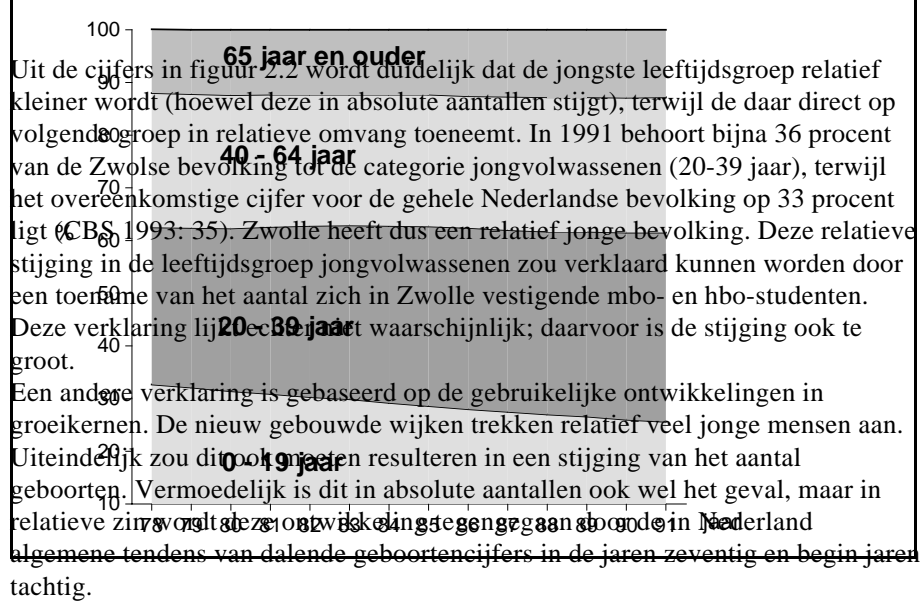 100
65 jaar en ouder
Uit de cijfers in figuur 2.2 wordt duidelijk dat de jongste leeftijdsgroep relatief
90
kleiner wordt (hoewel deze in absolute aantallen stijgt), terwijl de daar direct op
volgende groep in relatieve omvang toeneemt. In 1991 behoort bijna 36 procent
80
40 - 64 jaar
van de Zwolse bevolking tot de categorie jongvolwassenen (20-39 jaar), terwijl
70
het overeenkomstige cijfer voor de gehele Nederlandse bevolking op 33 procent
ligt (CBS 1993: 35). Zwolle heeft dus een relatief jonge bevolking. Deze relatieve
%
60
stijging in de leeftijdsgroep jongvolwassenen zou verklaard kunnen worden door
50
een toename van het aantal zich in Zwolle vestigende mbo- en hbo-studenten.
20 - 39 jaar
Deze verklaring lijkt echter niet waarschijnlijk; daarvoor is de stijging ook te
40
groot.
30
Een andere verklaring is gebaseerd op de gebruikelijke ontwikkelingen in
groeikernen. De nieuw gebouwde wijken trekken relatief veel jonge mensen aan.
20
0 - 19 jaar
Uiteindelijk zou dit ook moeten resulteren in een stijging van het aantal
10
geboorten. Vermoedelijk is dit in absolute aantallen ook wel het geval, maar in
78 79 80 81 82 83 84 85 86 87 88 89 90 91 Jaar
relatieve zin wordt deze ontwikkeling tegengegaan door de in Nederland
algemene tendens van dalende geboortencijfers in de jaren zeventig en begin jaren
tachtig.